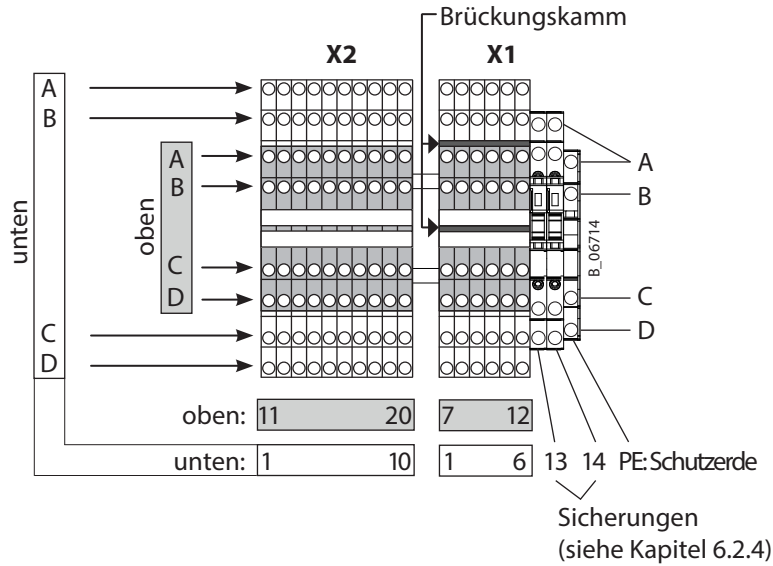 Brückungskamm
X2 X1
A
B
A
B
C
D
C
D
unten
oben
A
B
C
D
B_06714
oben: 11 20 7 12
unten: 1 10 1 6 13 14 PE: Schutzerde
Sicherungen
(siehe Kapitel 6.2.4)